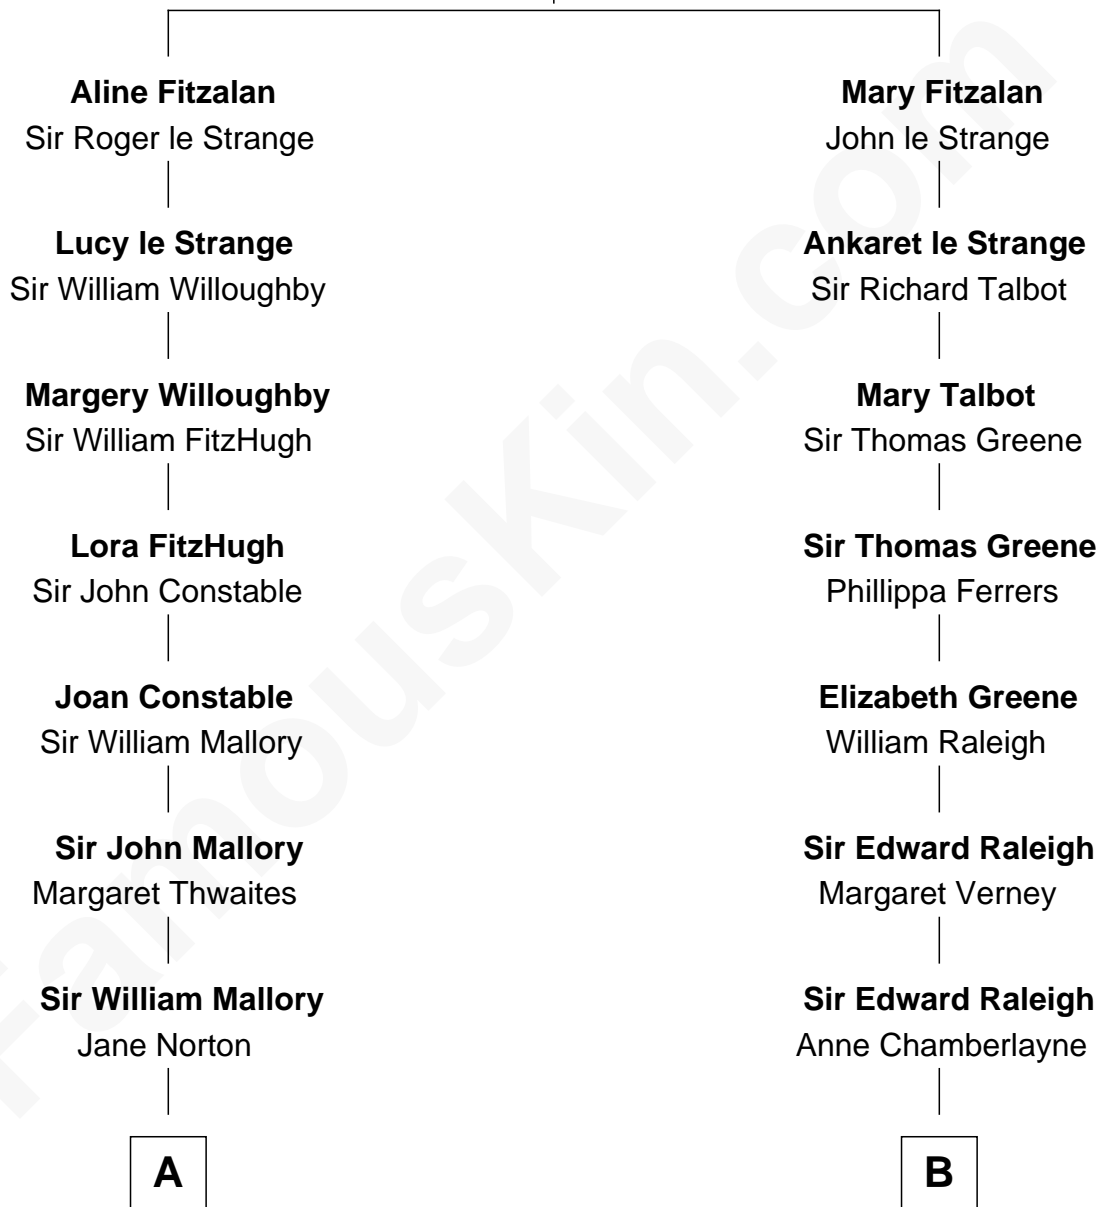 Aline Fitzalan
Sir Roger le Strange
Mary Fitzalan
John le Strange
Lucy le Strange
Sir William Willoughby
Ankaret le Strange
Sir Richard Talbot
Margery Willoughby
Sir William FitzHugh
Mary Talbot
Sir Thomas Greene
Lora FitzHugh
Sir John Constable
Sir Thomas Greene
Phillippa Ferrers
Joan Constable
Sir William Mallory
Elizabeth Greene
William Raleigh
Sir John Mallory
Margaret Thwaites
Sir Edward Raleigh
Margaret Verney
Sir William Mallory
Jane Norton
Sir Edward Raleigh
Anne Chamberlayne
A
B
FamousKin.com